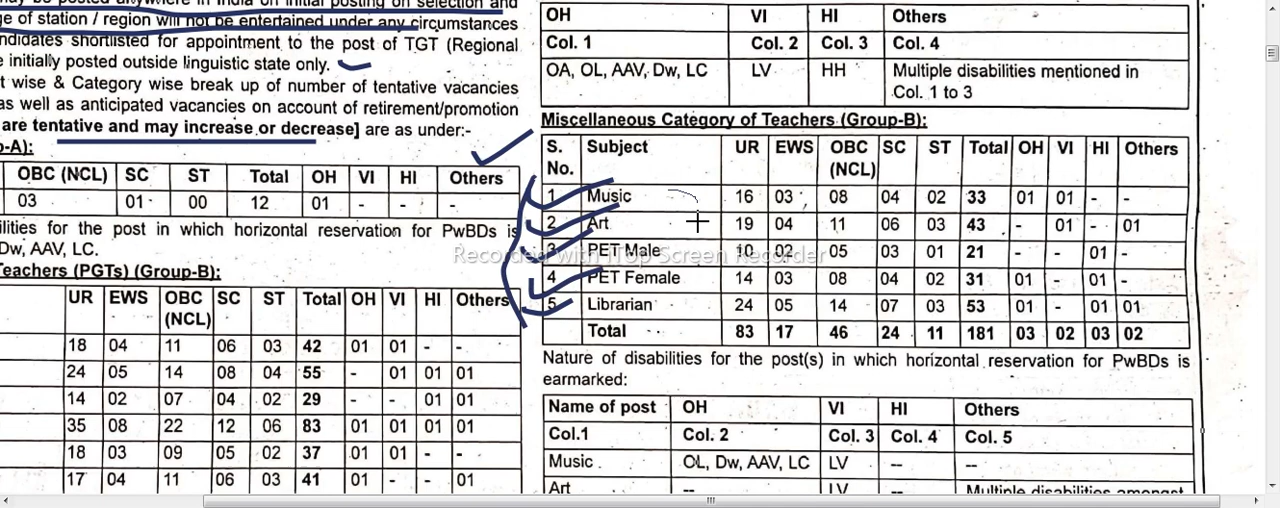 may be posted anywhere in India on initial posting on selection and
ge of station / region will not be entertained under any circumstances
ndidates shortlisted for appointment to the post of TGT (Regional
e initially posted outside linguistic state only.
t wise & Category wise break up of number of tentative vacancies
as well as anticipated vacancies on account of retirement/promotion
are tentative and may increase or decrease] are as under:-
o-A):
OBC (NCL) SC ST Total OH VI HI Others
03 01 00 12 01 - - -
ilities for the post in which horizontal reservation for PwBDs is
Dw, AAV, LC.
Teachers (PGTs) (Group-B):
UR EWS OBC (NCL) SC ST Total OH VI HI Others
18 04 11 06 03 42 01 01 - -
24 05 14 08 04 55 - 01 01 01
14 02 07 04 02 29 - - 01 01
35 08 22 12 06 83 01 01 01 01
18 03 09 05 02 37 01 01 - -
17 04 11 06 03 41 01 - - 01
OH VI HI Others
Col. 1 Col. 2 Col. 3 Col. 4
OA, OL, AAV, Dw, LC LV HH Multiple disabilities mentioned in
Col. 1 to 3
Miscellaneous Category of Teachers (Group-B):
S. No. Subject UR EWS OBC (NCL) SC ST Total OH VI HI Others
1 Music 16 03 08 04 02 33 01 01 - -
2 Art 19 04 11 06 03 43 - 01 - 01
3 PET Male 10 02 05 03 01 21 - - 01 -
4 PET Female 14 03 08 04 02 31 01 - 01 -
5 Librarian 24 05 14 07 03 53 01 - 01 01
Total 83 17 46 24 11 181 03 02 03 02
Nature of disabilities for the post(s) in which horizontal reservation for PwBDs is
earmarked:
Name of post OH VI HI Others
Col.1 Col. 2 Col. 3 Col. 4 Col. 5
Music OL, Dw, AAV, LC LV -- --
Art -- LV Multiple disabilities amongst
Recorded with iTop Screen Recorder